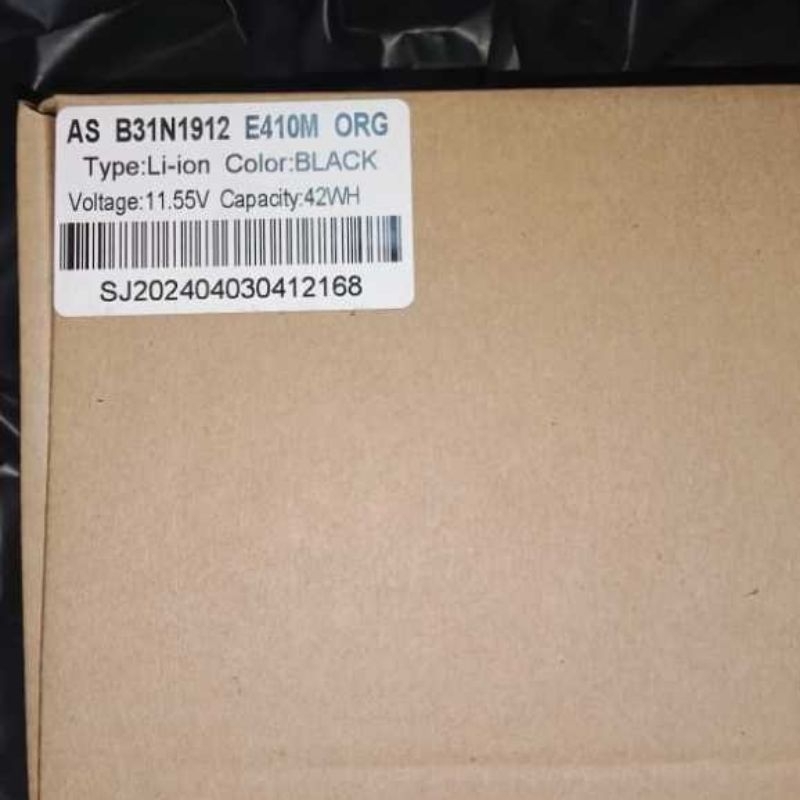 AS B31N1912 E410M ORG
Type:Li-ion Color:BLACK
Voltage:11.55V Capacity:42WH
SJ202404030412168